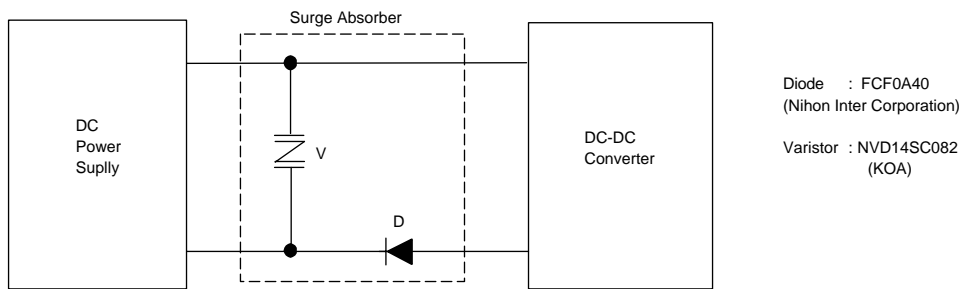 Surge Absorber
DC
Power
Suplly
V
D
DC-DC
Converter
Diode : FCF0A40
(Nihon Inter Corporation)
Varistor : NVD14SC082
(KOA)